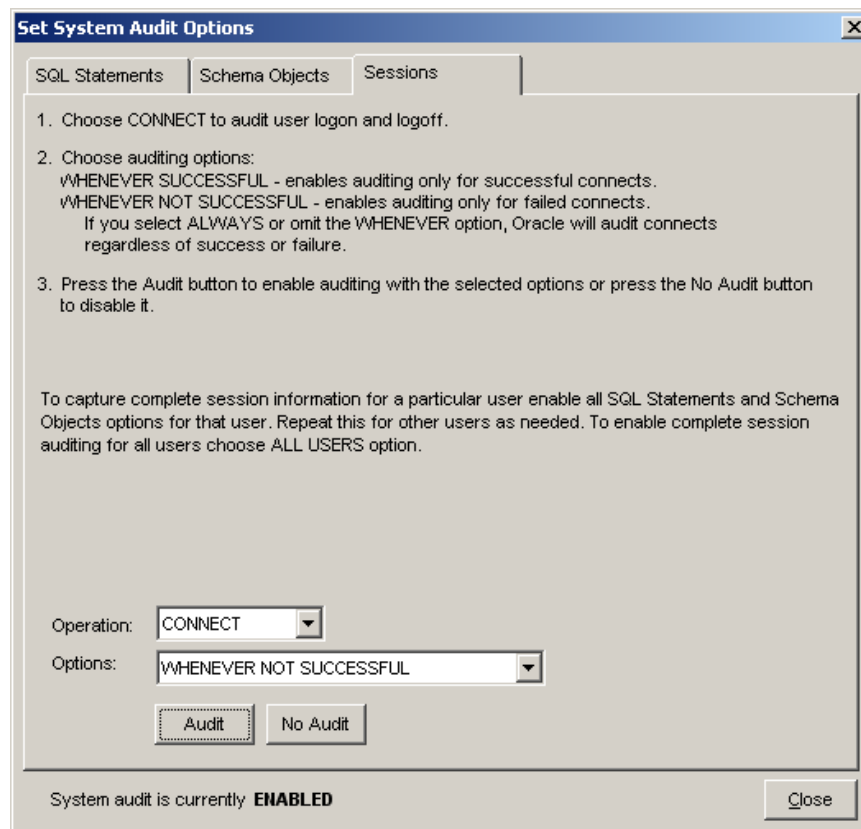 Set System Audit Options
SQL Statements
Schema Objects
Sessions
1. Choose CONNECT to audit user logon and logoff.
2. Choose auditing options:
WHENEVER SUCCESSFUL - enables auditing only for successful connects.
WHENEVER NOT SUCCESSFUL - enables auditing only for failed connects.
If you select ALWAYS or omit the WHENEVER option, Oracle will audit connects
regardless of success or failure.
3. Press the Audit button to enable auditing with the selected options or press the No Audit button
to disable it.
To capture complete session information for a particular user enable all SQL Statements and Schema
Objects options for that user. Repeat this for other users as needed. To enable complete session
auditing for all users choose ALL USERS option.
Operation: CONNECT
Options: WHENEVER NOT SUCCESSFUL
Audit
No Audit
System audit is currently ENABLED
Close